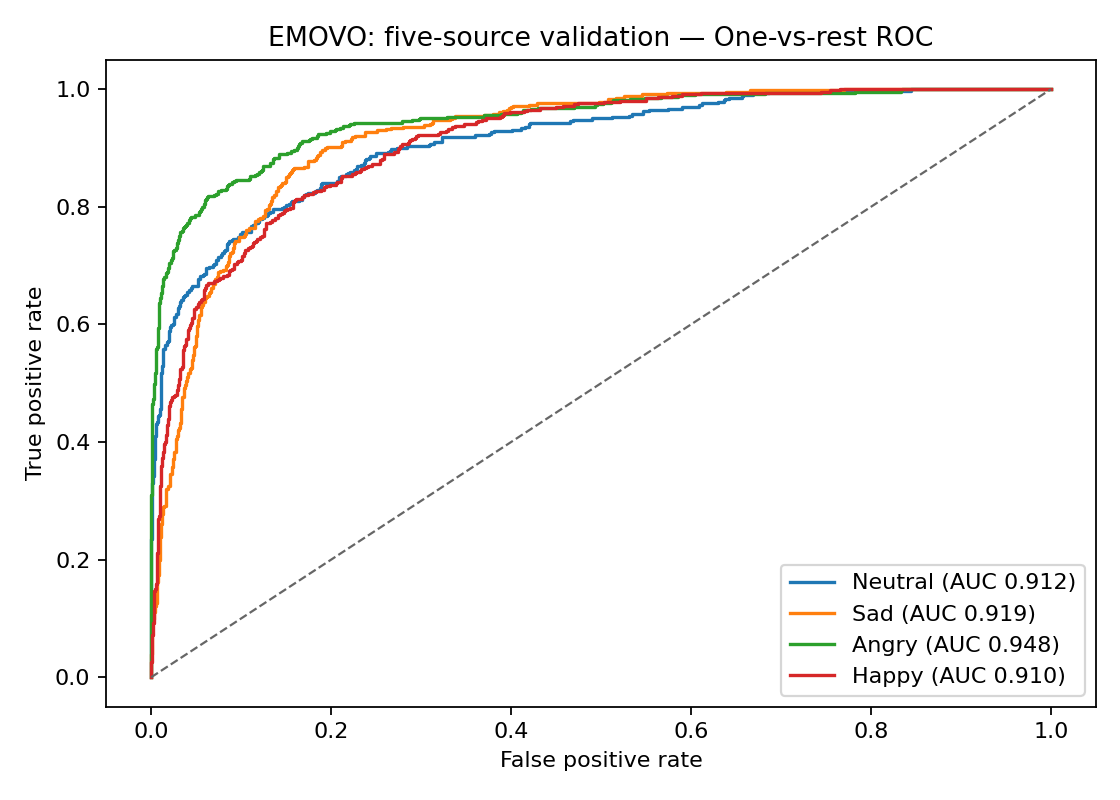 EMOVO: five-source validation — One-vs-rest ROC
True positive rate
1.0
0.8
0.6
0.4
0.2
0.0
Neutral (AUC 0.912)
Sad (AUC 0.919)
Angry (AUC 0.948)
Happy (AUC 0.910)
0.0 0.2 0.4 0.6 0.8 1.0
False positive rate